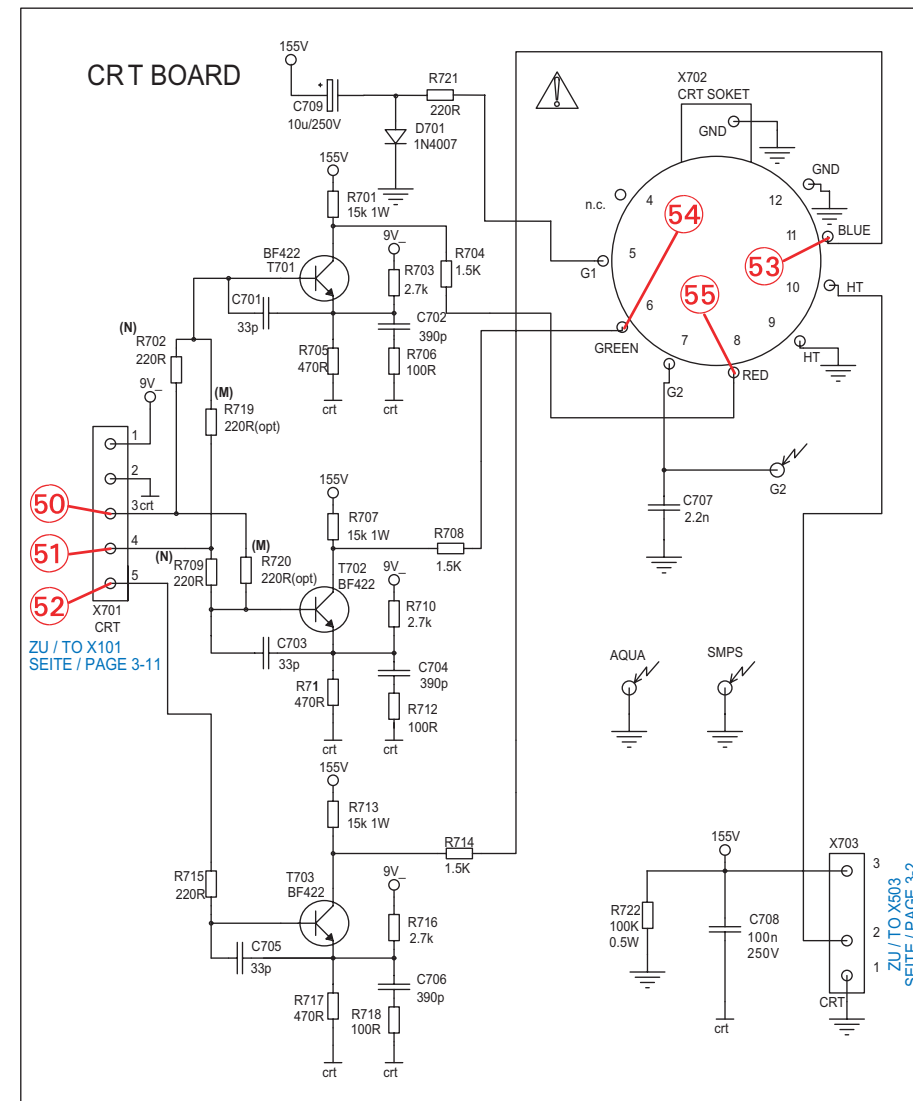 CRT BOARD
155V
C709
10u/250V
+
R721
220R
D701
1N4007
X702
CRT SOKET
GND
GND
n.c.
4
12
11
BLUE
5
G1
10
HT
6
9
GREEN
7
8
HT
RED
G2
G2
54
53
55
155V
R701
15k 1W
BF422
T701
9V_
R703
2.7k
R704
1.5K
C701
33p
C702
390p
R705
470R
R706
100R
crt
crt
(N)
R702
220R
9V_
(M)
R719
220R(opt)
1
2
crt
3
4
5
50
51
52
X701
CRT
ZU / TO X101
SEITE / PAGE 3-11
(N)
R709
220R
(M)
R720
220R(opt)
155V
R707
15k 1W
R708
1.5K
T702
BF422
9V_
R710
2.7k
C703
33p
C704
390p
R71
470R
R712
100R
crt
crt
C707
2.2n
AQUA
SMPS
155V
R713
15k 1W
R714
1.5K
R715
220R
T703
BF422
9V_
R716
2.7k
C705
33p
C706
390p
R717
470R
R718
100R
crt
crt
155V
X703
3
2
1
CRT
R722
100K
0.5W
C708
100n
250V
crt
ZU / TO X503
SEITE / PAGE 3-2